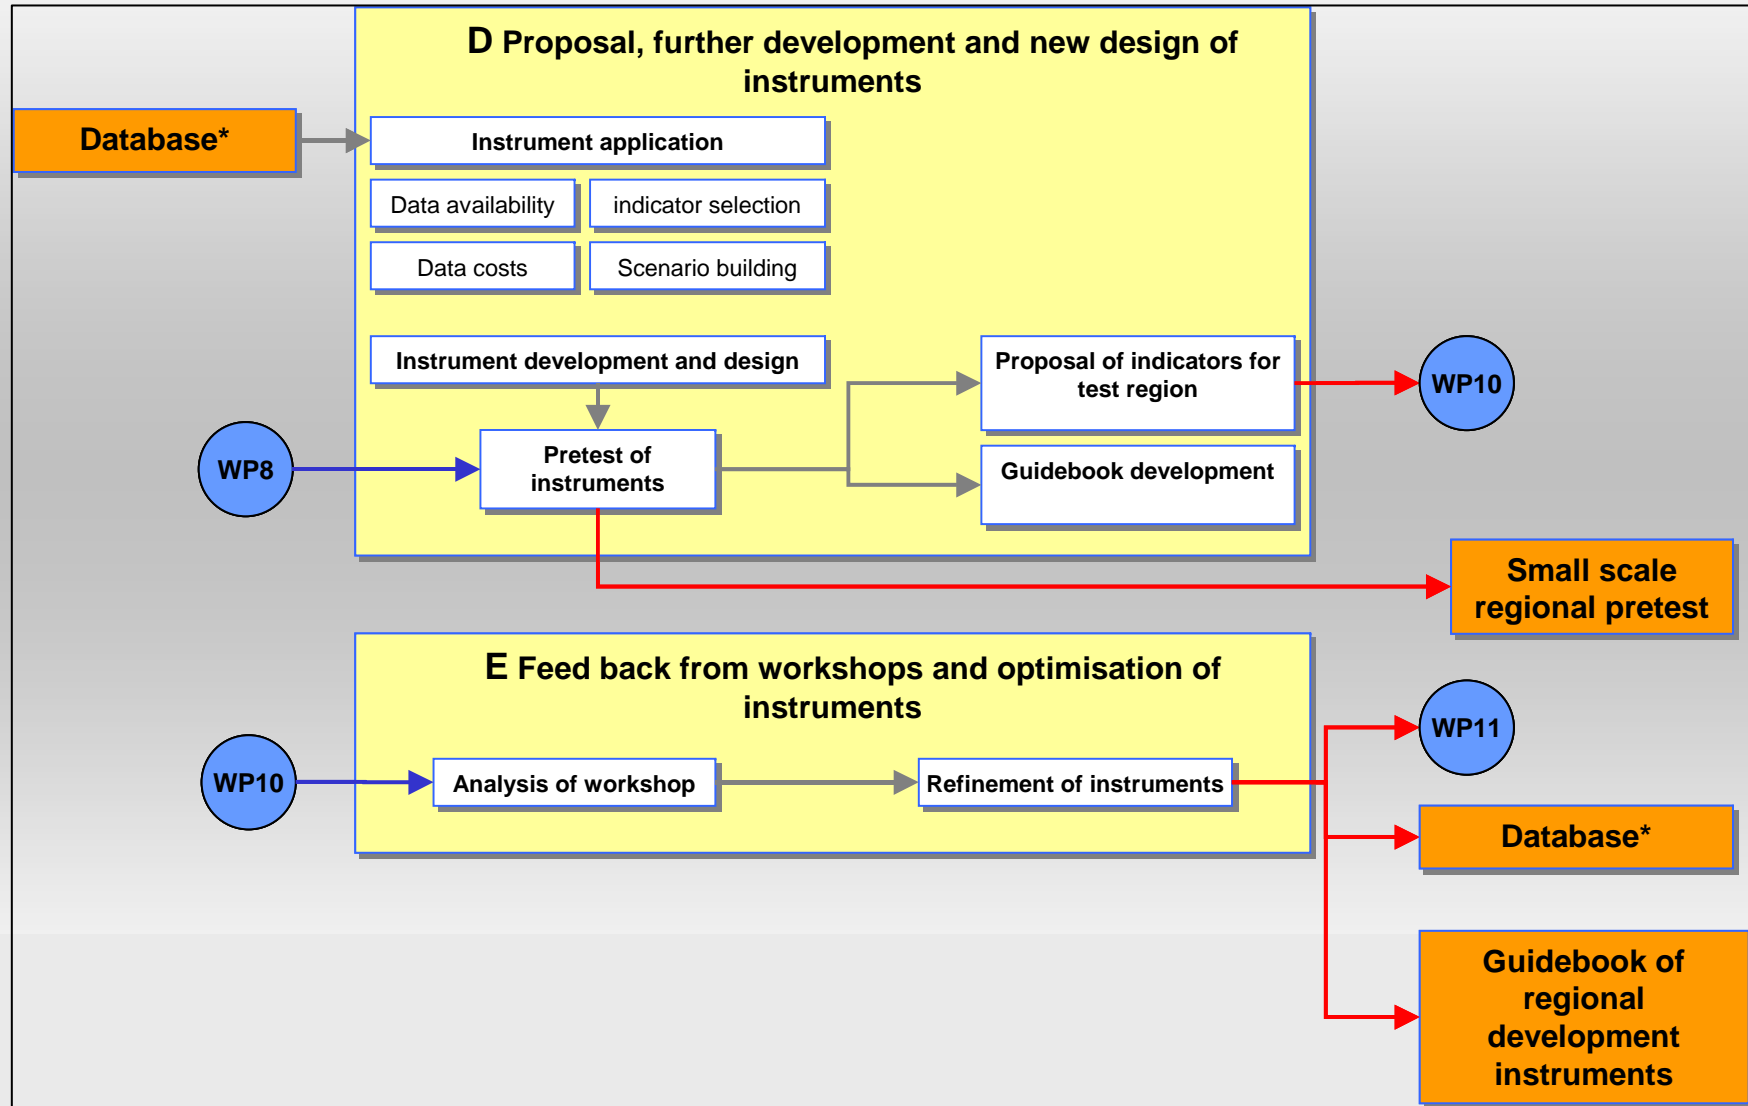 D Proposal, further development and new design of
instruments
Database*
Instrument application
Data availability
indicator selection
Data costs
Scenario building
Instrument development and design
Proposal of indicators for
test region
WP10
WP8
Pretest of
instruments
Guidebook development
Small scale
regional pretest
E Feed back from workshops and optimisation of
instruments
WP11
WP10
Analysis of workshop
Refinement of instruments
Database*
Guidebook of
regional
development
instruments